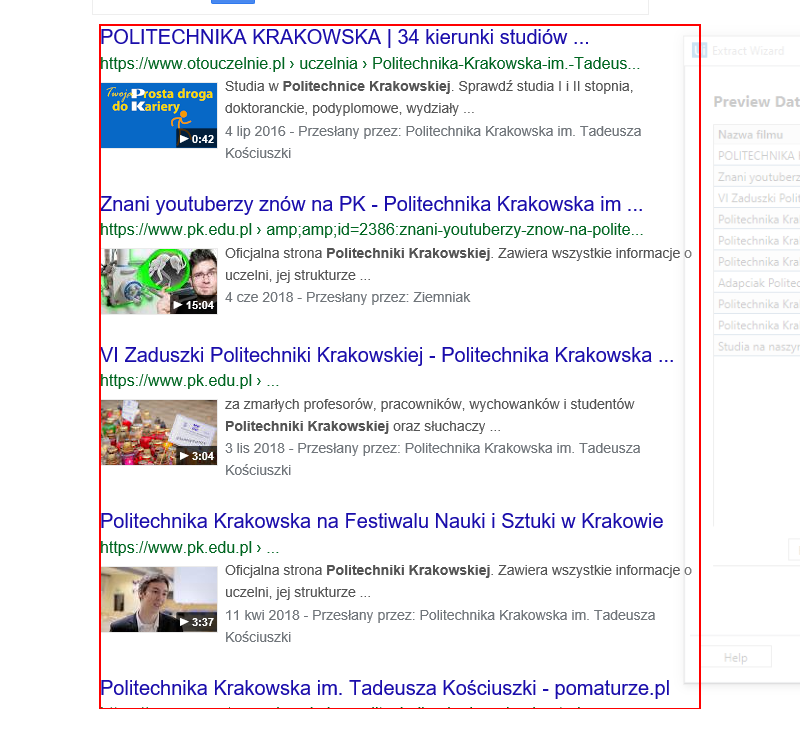 POLITECHNIKA KRAKOWSKA | 34 kierunki studiów ...
https://www.otouczelnie.pl › uczelnia › Politechnika-Krakowska-im.-Tadeus...
Twoja Prosta droga
do Kariery
0:42
Studia w Politechnice Krakowskiej. Sprawdź studia I i II stopnia,
doktoranckie, podyplomowe, wydziały ...
4 lip 2016 - Przesłany przez: Politechnika Krakowska im. Tadeusza
Kościuszki
Znani youtuberzy znów na PK - Politechnika Krakowska im ...
https://www.pk.edu.pl › amp;amp;id=2386:znani-youtuberzy-znow-na-polite...
15:04
Oficjalna strona Politechniki Krakowskiej. Zawiera wszystkie informacje o
uczelni, jej strukturze ...
4 cze 2018 - Przesłany przez: Ziemniak
VI Zaduszki Politechniki Krakowskiej - Politechnika Krakowska ...
https://www.pk.edu.pl › ...
3:04
za zmarłych profesorów, pracowników, wychowanków i studentów
Politechniki Krakowskiej oraz słuchaczy ...
3 lis 2018 - Przesłany przez: Politechnika Krakowska im. Tadeusza
Kościuszki
Politechnika Krakowska na Festiwalu Nauki i Sztuki w Krakowie
https://www.pk.edu.pl › ...
3:37
Oficjalna strona Politechniki Krakowskiej. Zawiera wszystkie informacje o
uczelni, jej strukturze ...
11 kwi 2018 - Przesłany przez: Politechnika Krakowska im. Tadeusza
Kościuszki
Politechnika Krakowska im. Tadeusza Kościuszki - pomaturze.pl
Extract Wizard
Preview Dat
Nazwa filmu
POLITECHNIKA
Znani youtuberz
VI Zaduszki Polit
Politechnika Kra
Politechnika Kra
Politechnika Kra
Adapciak Politec
Politechnika Kra
Politechnika Kra
Studia na naszyn
Help